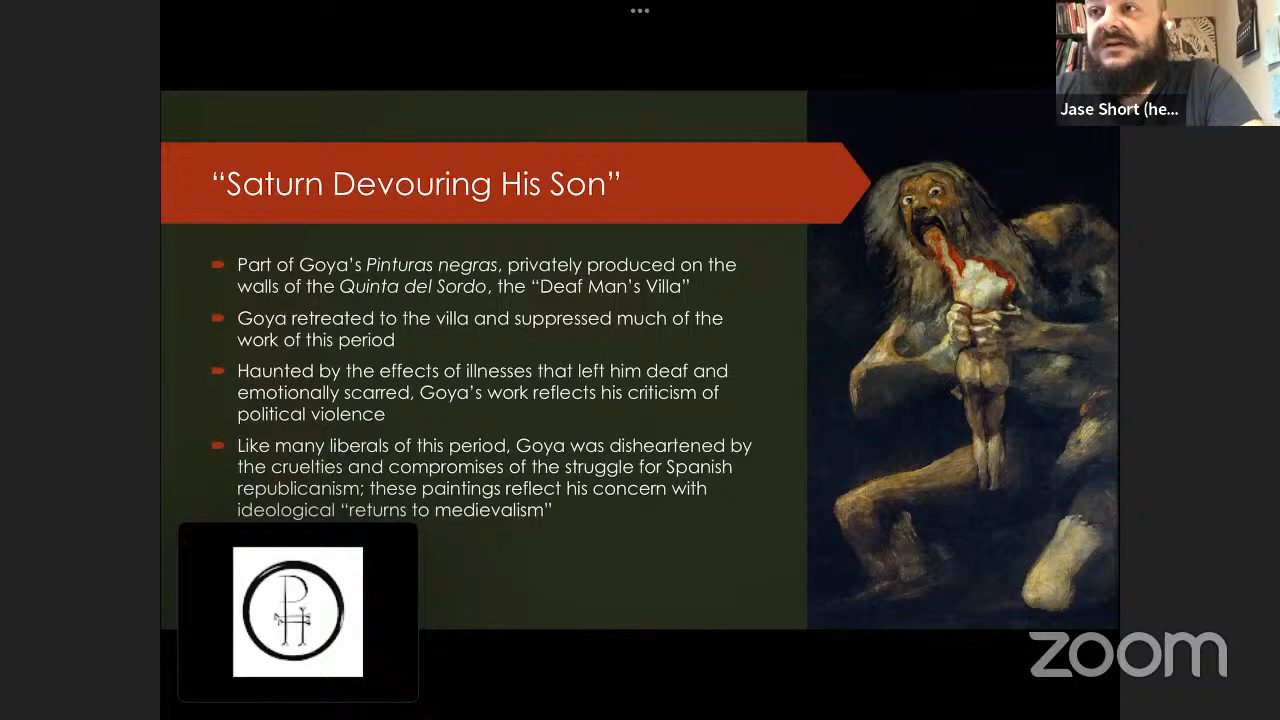 Jase Short (he...
“Saturn Devouring His Son”
Part of Goya’s Pinturas negras, privately produced on the
walls of the Quinta del Sordo, the “Deaf Man’s Villa”
Goya retreated to the villa and suppressed much of the
work of this period
Haunted by the effects of illnesses that left him deaf and
emotionally scarred, Goya’s work reflects his criticism of
political violence
Like many liberals of this period, Goya was disheartened by
the cruelties and compromises of the struggle for Spanish
republicanism; these paintings reflect his concern with
ideological “returns to medievalism”
PH
zoom